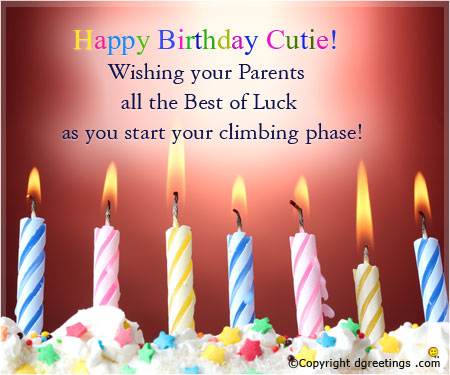 Happy Birthday Cutie!
Wishing your Parents
all the Best of Luck
as you start your climbing phase!
©Copyright dgreetings .com